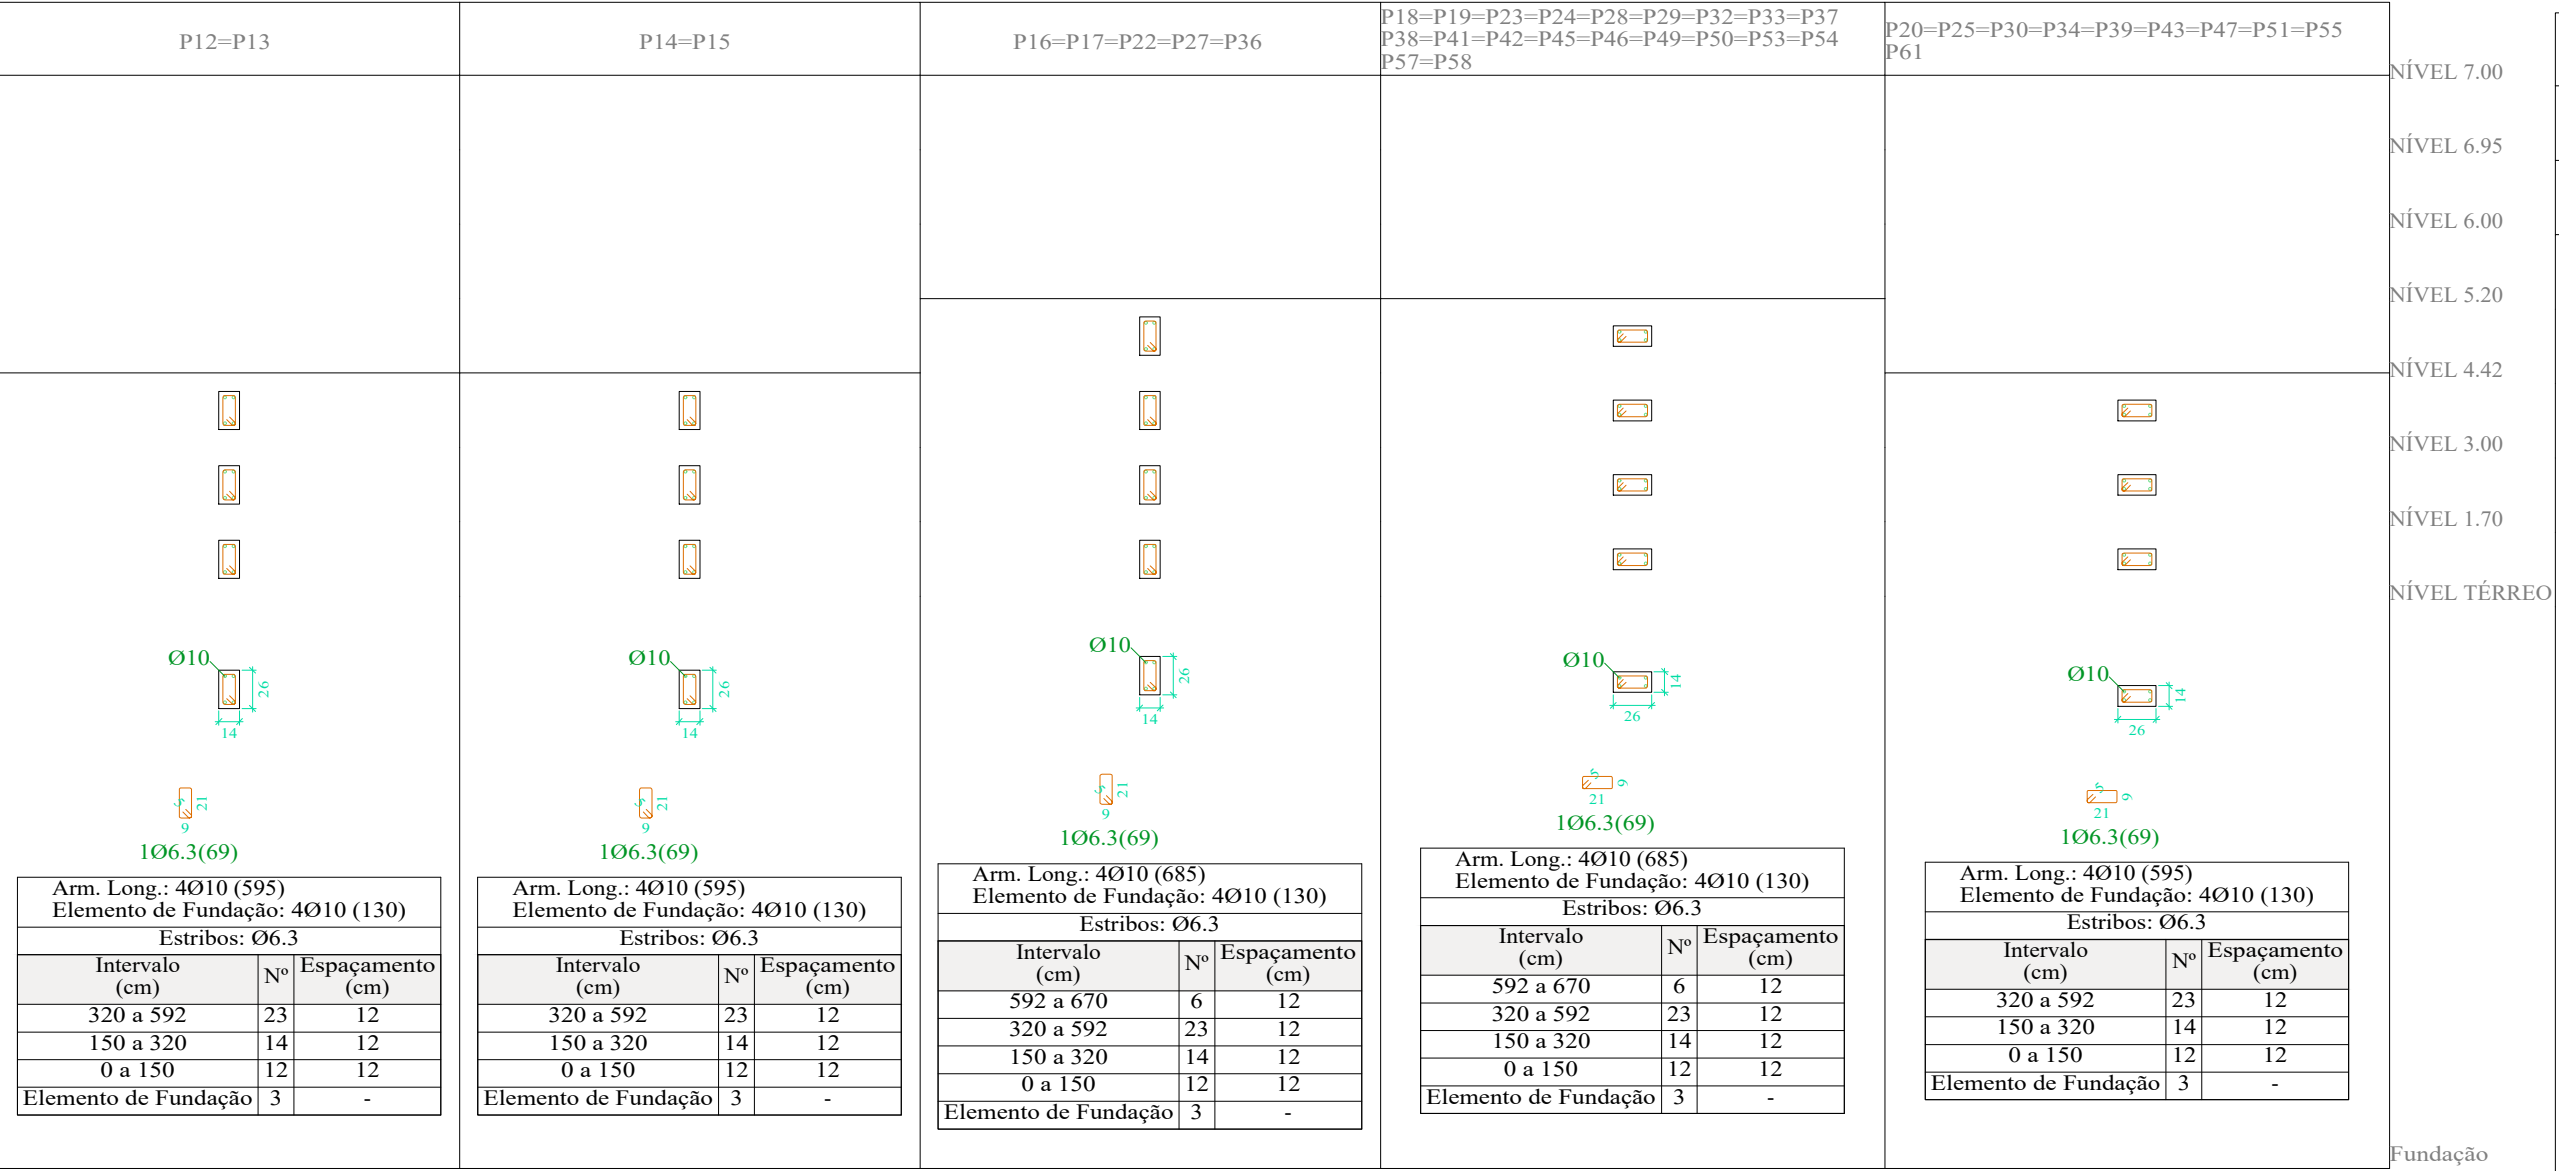 P12=P13
P14=P15
P16=P17=P22=P27=P36
P18=P19=P23=P24=P28=P29=P32=P33=P37
P38=P41=P42=P45=P46=P49=P50=P53=P54
P57=P58
P20=P25=P30=P34=P39=P43=P47=P51=P55
P61
NÍVEL 7.00
NÍVEL 6.95
NÍVEL 6.00
NÍVEL 5.20
NÍVEL 4.42
NÍVEL 3.00
NÍVEL 1.70
NÍVEL TÉRREO
Fundação
Ø10
26
14
5
21
9
1Ø6.3(69)
Arm. Long.: 4Ø10 (595)
Elemento de Fundação: 4Ø10 (130)
Estribos: Ø6.3
Intervalo (cm) Nº Espaçamento (cm)
320 a 592 23 12
150 a 320 14 12
0 a 150 12 12
Elemento de Fundação 3 -
Ø10
26
14
5
21
9
1Ø6.3(69)
Arm. Long.: 4Ø10 (595)
Elemento de Fundação: 4Ø10 (130)
Estribos: Ø6.3
Intervalo (cm) Nº Espaçamento (cm)
320 a 592 23 12
150 a 320 14 12
0 a 150 12 12
Elemento de Fundação 3 -
Ø10
26
14
5
21
9
1Ø6.3(69)
Arm. Long.: 4Ø10 (685)
Elemento de Fundação: 4Ø10 (130)
Estribos: Ø6.3
Intervalo (cm) Nº Espaçamento (cm)
592 a 670 6 12
320 a 592 23 12
150 a 320 14 12
0 a 150 12 12
Elemento de Fundação 3 -
Ø10
14
26
5
9
21
1Ø6.3(69)
Arm. Long.: 4Ø10 (685)
Elemento de Fundação: 4Ø10 (130)
Estribos: Ø6.3
Intervalo (cm) Nº Espaçamento (cm)
592 a 670 6 12
320 a 592 23 12
150 a 320 14 12
0 a 150 12 12
Elemento de Fundação 3 -
Ø10
14
26
5
9
21
1Ø6.3(69)
Arm. Long.: 4Ø10 (595)
Elemento de Fundação: 4Ø10 (130)
Estribos: Ø6.3
Intervalo (cm) Nº Espaçamento (cm)
320 a 592 23 12
150 a 320 14 12
0 a 150 12 12
Elemento de Fundação 3 -